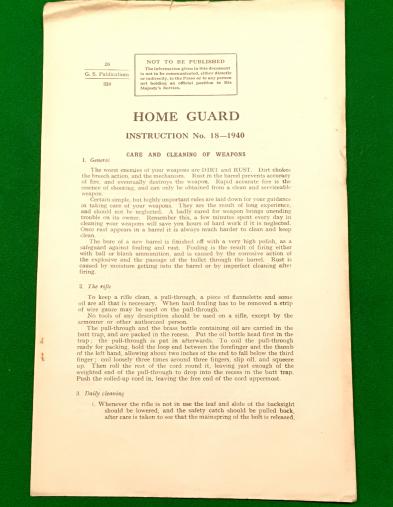 26
G. S. Publications
NOT TO BE PUBLISHED
The information given in this document
is not to be communicated, either directly
or indirectly, to the Press or to any person
not holding an official position in His
Majesty's Service.
HOME GUARD
INSTRUCTION No. 18—1940
CARE AND CLEANING OF WEAPONS
1. General
The worst enemies of your weapons are DIRT and RUST. Dirt chokes
the breech action, and the mechanism. Rust in the barrel prevents accuracy
of fire, and eventually destroys the weapon. Rapid accurate fire is the
essence of shooting, and can only be obtained from a clean and serviceable
weapon.
Certain simple, but highly important rules are laid down for your guidance
in taking care of your weapons. They are the result of long experience,
and should not be neglected. A badly cared for weapon brings unending
trouble on its owner. Remember this, a few minutes spent every day in
cleaning your weapons will save you hours of hard work if it is neglected.
Once rust appears in a barrel it is always much harder to clean and keep
clean.
The bore of a new barrel is finished off with a very high polish, as a
safeguard against fouling and rust. Fouling is the result of firing either
with ball or blank ammunition, and is caused by the corrosive action of
the explosive and the passage of the bullet through the barrel. Rust is
caused by moisture getting into the barrel or by imperfect cleaning after
firing.
2. The rifle
To keep a rifle clean, a pull-through, a piece of flannelette and some
oil are all that is necessary. When hard fouling has to be removed a strip
of wire gauze may be used on the pull-through.
No tools of any description should be used on a rifle, except by the
armourer or other authorized person.
The pull-through and the brass bottle containing oil are carried in the
butt trap, and are packed in the recess. Put the oil bottle head first in the
trap; the pull-through is put in afterwards. To coil the pull-through
ready for packing, hold the loop end between the forefinger and the thumb
of the left hand, allowing about two inches of the end to fall below the third
finger; coil loosely three times around three fingers, slip off, and squeeze
up. Then roll the rest of the cord round it, leaving just enough of the
weighted end of the pull-through to drop into the recess in the butt trap.
Push the rolled-up cord in, leaving the free end of the cord uppermost.
3. Daily cleaning
i. Whenever the rifle is not in use the leaf and slide of the backsight
should be lowered, and the safety catch should be pulled back,
after care is taken to see that the mainspring of the bolt is released.